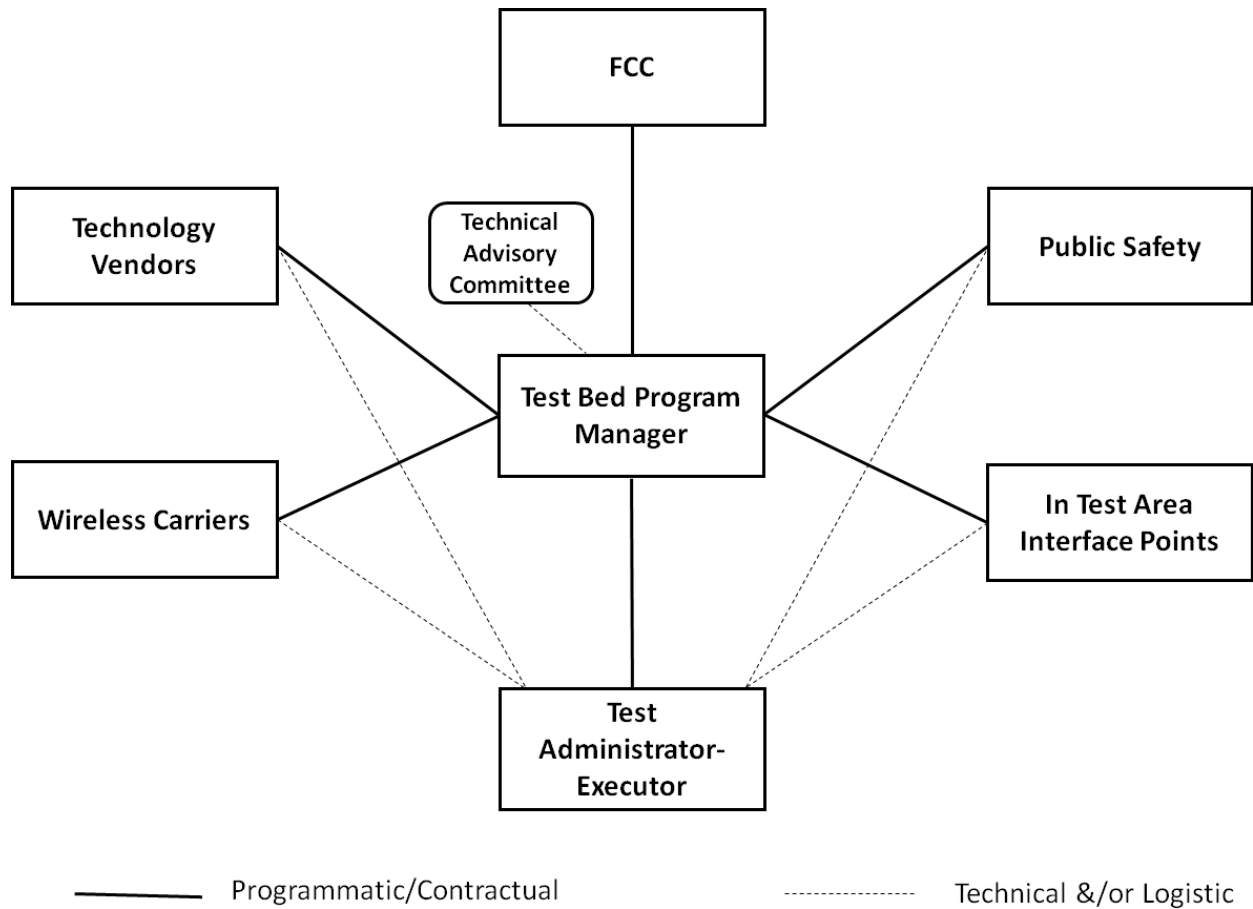 FCC
Technology
Vendors
Technical
Advisory
Committee
Public Safety
Test Bed Program
Manager
Wireless Carriers
In Test Area
Interface Points
Test
Administrator-
Executor
Programmatic/Contractual
Technical &/or Logistic